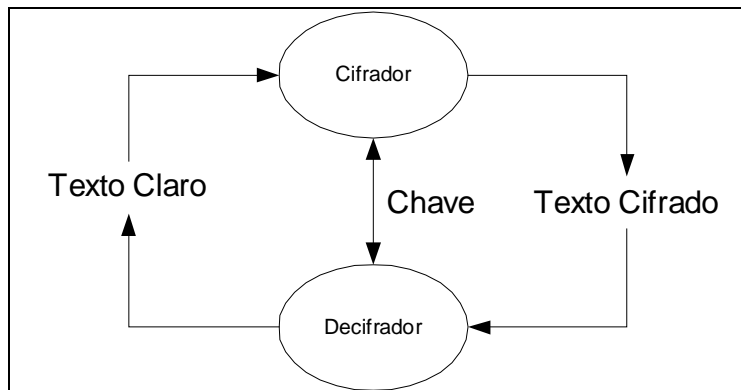 Cifrador
Texto Claro
Chave
Texto Cifrado
Decifrador